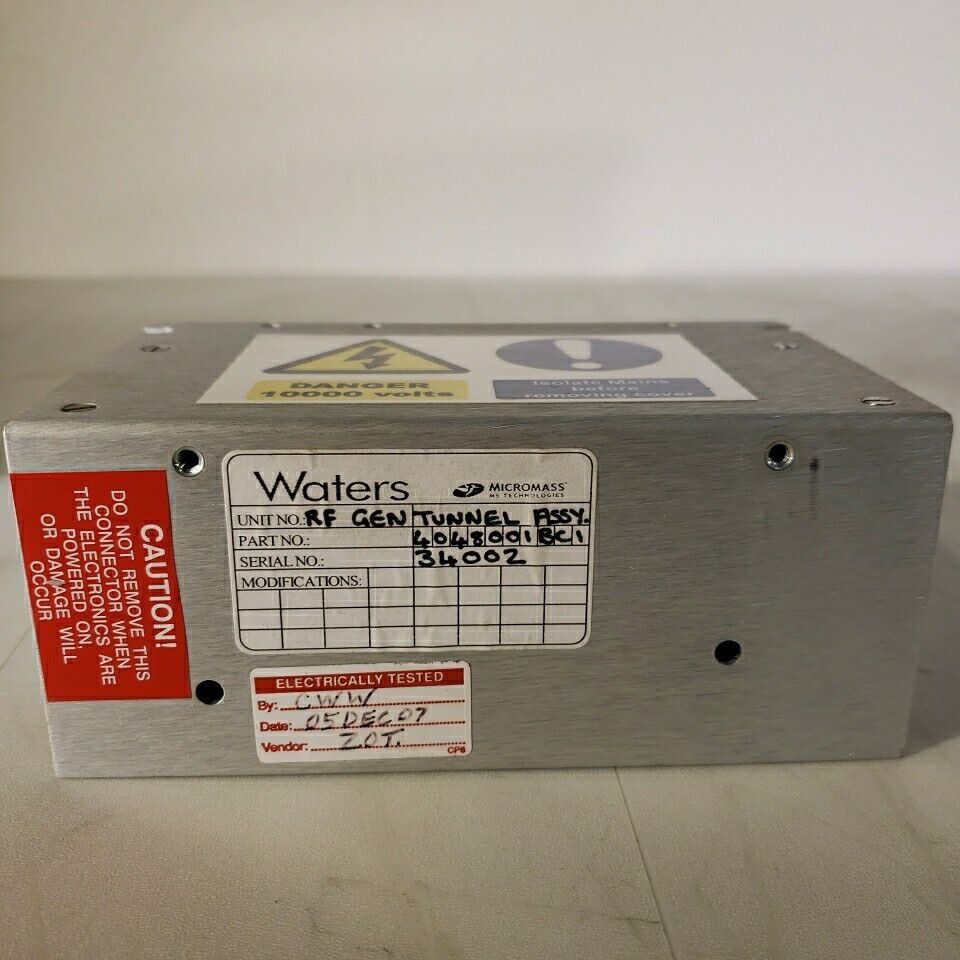 DANGER
10000 volts
Isolate Mains
before
removing cover
CAUTION!
DO NOT REMOVE THIS
CONNECTOR WHEN
THE ELECTRONICS ARE
POWERED ON,
OR DAMAGE WILL
OCCUR
Waters MICROMASS
MS TECHNOLOGIES
UNIT NO.: RF GEN TUNNEL ASSY.
PART NO.: 4048001BC1
SERIAL NO.: 34002
MODIFICATIONS:
ELECTRICALLY TESTED
By: CWW
Date: 05DEC07
Vendor: Z.O.T.
CP6